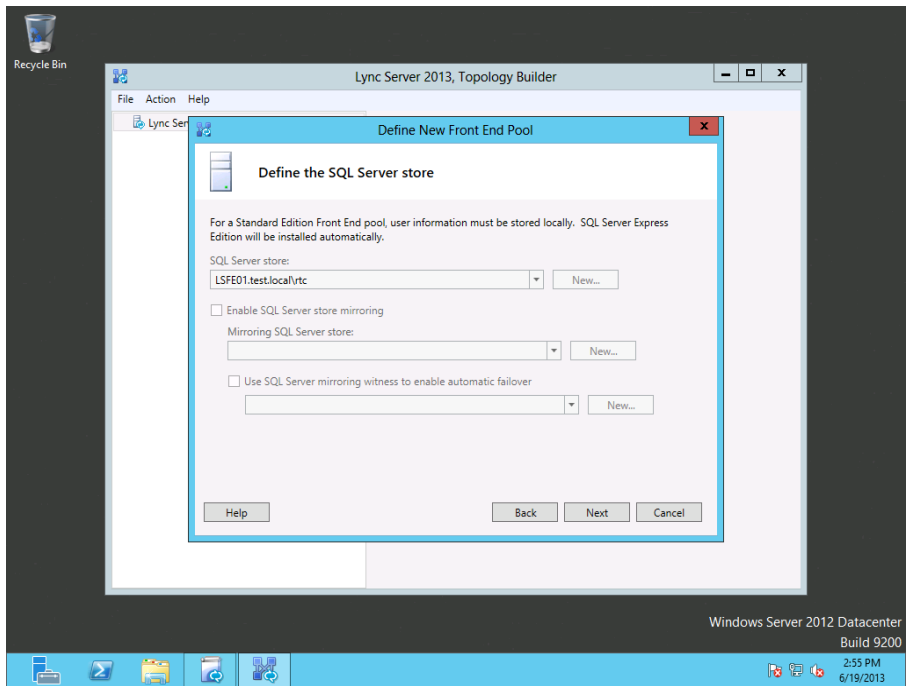 Recycle Bin
Lync Server 2013, Topology Builder
File Action Help
Lync Ser
Define New Front End Pool
Define the SQL Server store
For a Standard Edition Front End pool, user information must be stored locally. SQL Server Express
Edition will be installed automatically.
SQL Server store:
LSFE01.test.local\rtc
New...
Enable SQL Server store mirroring
Mirroring SQL Server store:
New...
Use SQL Server mirroring witness to enable automatic failover
New...
Help
Back
Next
Cancel
Windows Server 2012 Datacenter
Build 9200
2:55 PM
6/19/2013